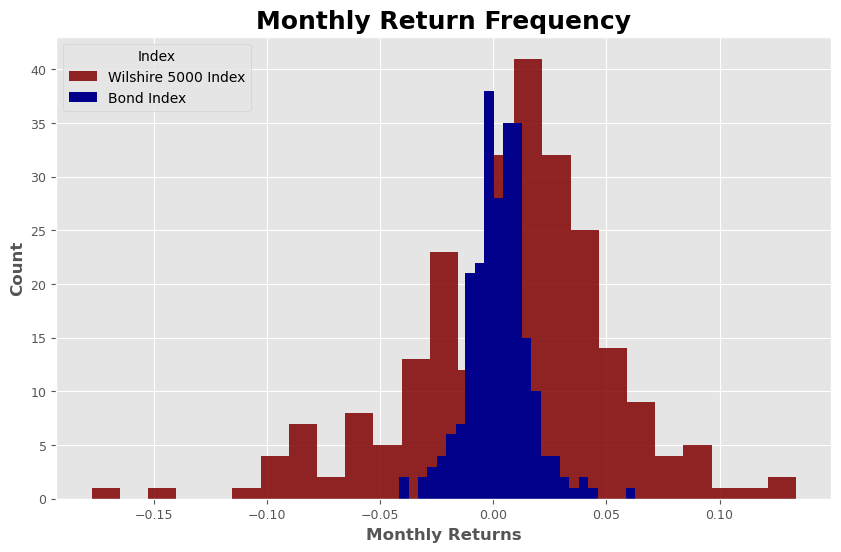 Monthly Return Frequency
Index
Wilshire 5000 Index
Bond Index
Count
40
35
30
25
20
15
10
5
0
−0.15
−0.10
−0.05
0.00
0.05
0.10
Monthly Returns